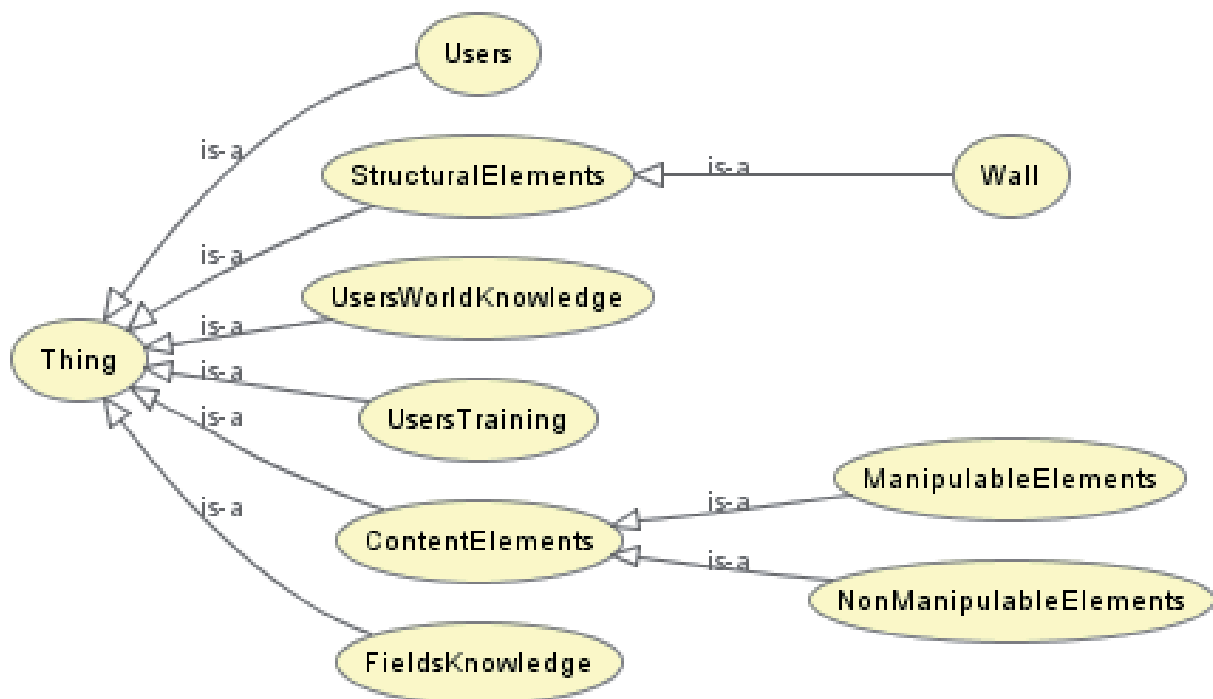 Users
is-a
StructuralElements
is-a
Wall
is-a
UsersWorldKnowledge
is-a
Thing
is-a
UsersTraining
is-a
ManipulableElements
is-a
is-a
ContentElements
is-a
NonManipulableElements
FieldsKnowledge